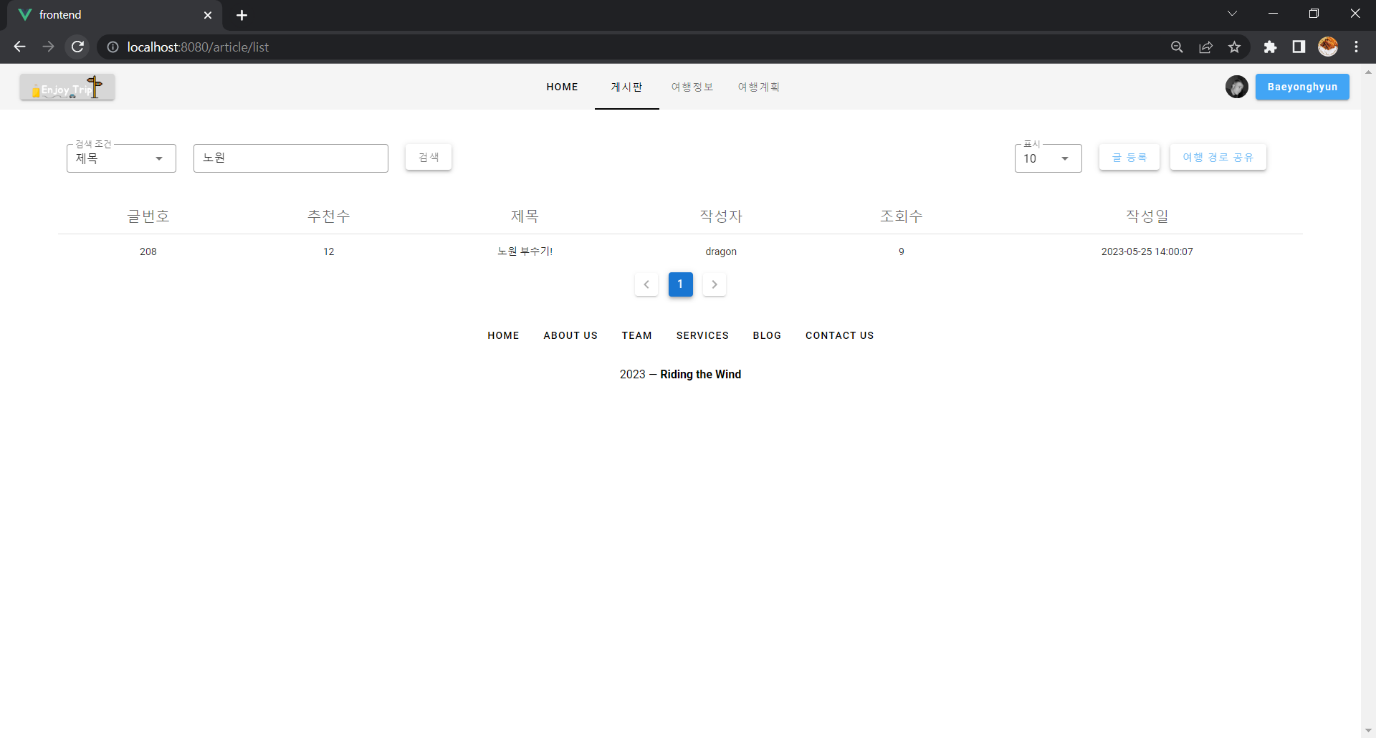 frontend
localhost:8080/article/list
Enjoy Trip
HOME 게시판 여행정보 여행계획
Baeyonghyun
검색 조건
제목
노원
검색
표시
10
글 등록
여행 경로 공유
글번호 추천수 제목 작성자 조회수 작성일
208 12 노원 부수기! dragon 9 2023-05-25 14:00:07
1
HOME ABOUT US TEAM SERVICES BLOG CONTACT US
2023 — Riding the Wind